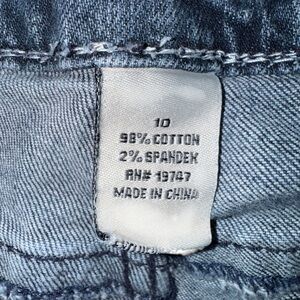 10
98% COTTON
2% SPANDEX
RN# 19747
MADE IN CHINA